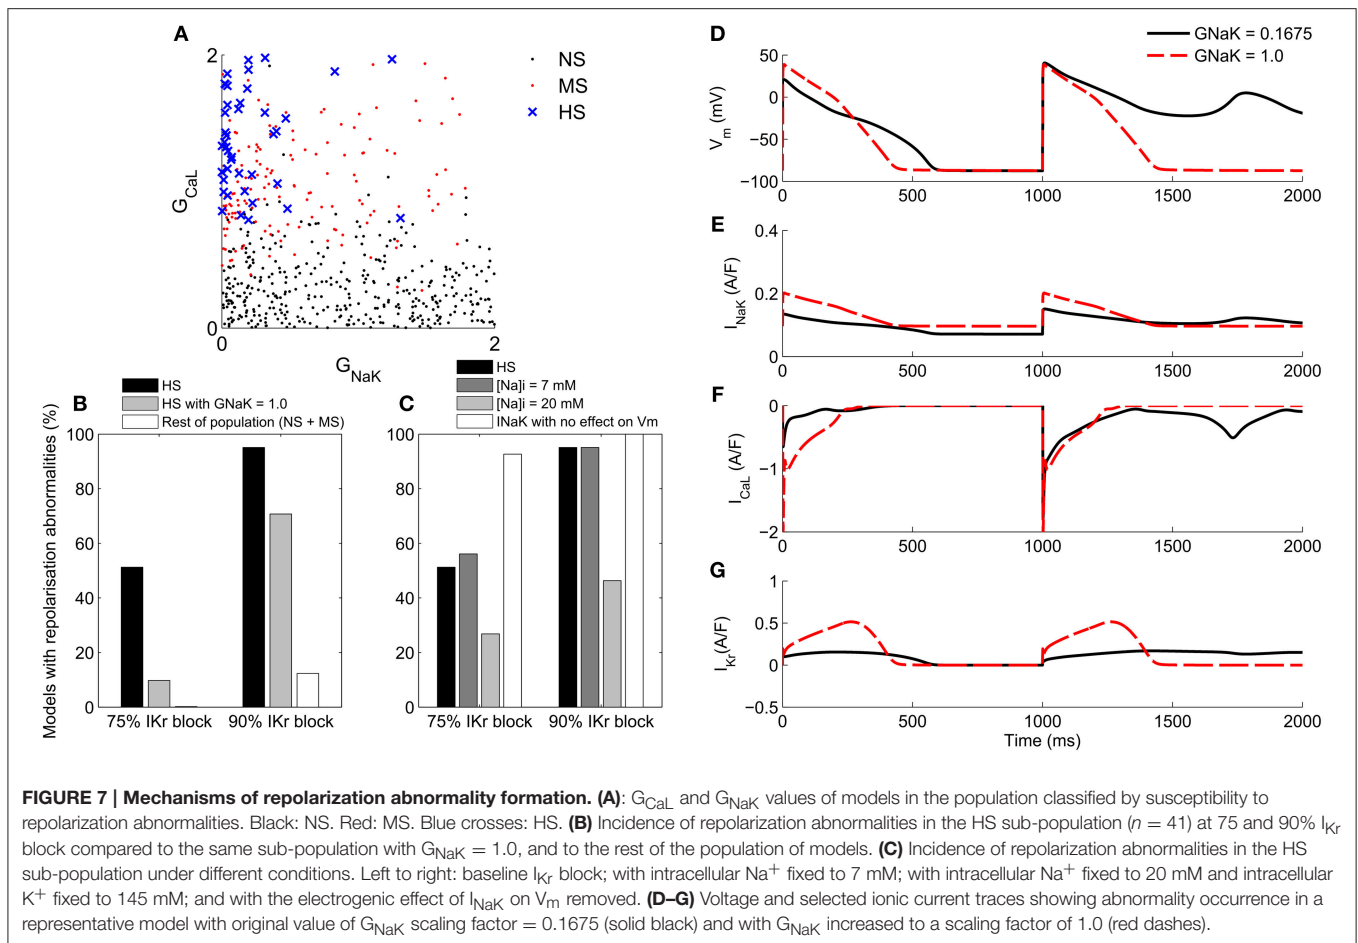 A
2
G_CaL
0
0
2
G_NaK
NS
MS
HS
B
HS
HS with GNaK = 1.0
Rest of population (NS + MS)
Models with repolarisation abnormalities (%)
100
80
60
40
20
0
75% IKr block
90% IKr block
C
HS
[Na]i = 7 mM
[Na]i = 20 mM
INaK with no effect on Vm
100
80
60
40
20
0
75% IKr block
90% IKr block
D
GNaK = 0.1675
GNaK = 1.0
V_m (mV)
50
0
−50
−100
0
500
1000
1500
2000
E
I_NaK (A/F)
0.4
0.2
0
0
500
1000
1500
2000
F
I_CaL (A/F)
0
−1
−2
0
500
1000
1500
2000
G
I_Kr (A/F)
1
0.5
0
−0.5
0
500
1000
1500
2000
Time (ms)
FIGURE 7 | Mechanisms of repolarization abnormality formation. (A): G_CaL and G_NaK values of models in the population classified by susceptibility to
repolarization abnormalities. Black: NS. Red: MS. Blue crosses: HS. (B) Incidence of repolarization abnormalities in the HS sub-population (n = 41) at 75 and 90% I_Kr
block compared to the same sub-population with G_NaK = 1.0, and to the rest of the population of models. (C) Incidence of repolarization abnormalities in the HS
sub-population under different conditions. Left to right: baseline I_Kr block; with intracellular Na⁺ fixed to 7 mM; with intracellular Na⁺ fixed to 20 mM and intracellular
K⁺ fixed to 145 mM; and with the electrogenic effect of I_NaK on V_m removed. (D–G) Voltage and selected ionic current traces showing abnormality occurrence in a
representative model with original value of G_NaK scaling factor = 0.1675 (solid black) and with G_NaK increased to a scaling factor of 1.0 (red dashes).